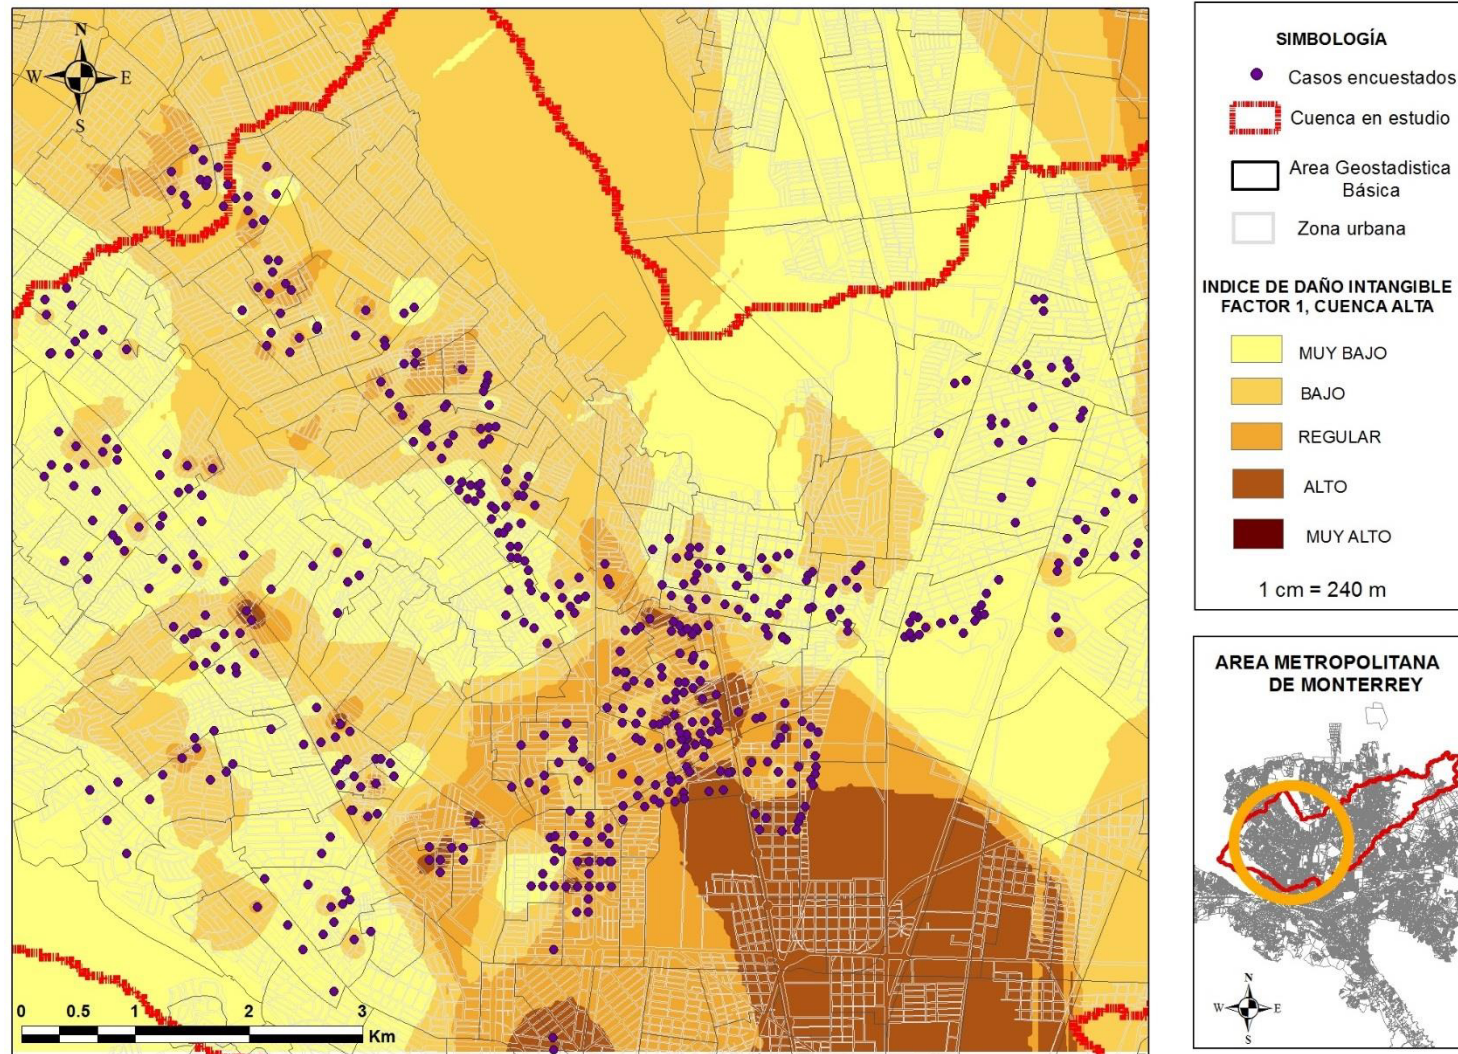 N
W E
S
0 0.5 1 2 3
Km
SIMBOLOGÍA
Casos encuestados
Cuenca en estudio
Area Geostadistica
Básica
Zona urbana
INDICE DE DAÑO INTANGIBLE
FACTOR 1, CUENCA ALTA
MUY BAJO
BAJO
REGULAR
ALTO
MUY ALTO
1 cm = 240 m
AREA METROPOLITANA
DE MONTERREY
N
W E
S